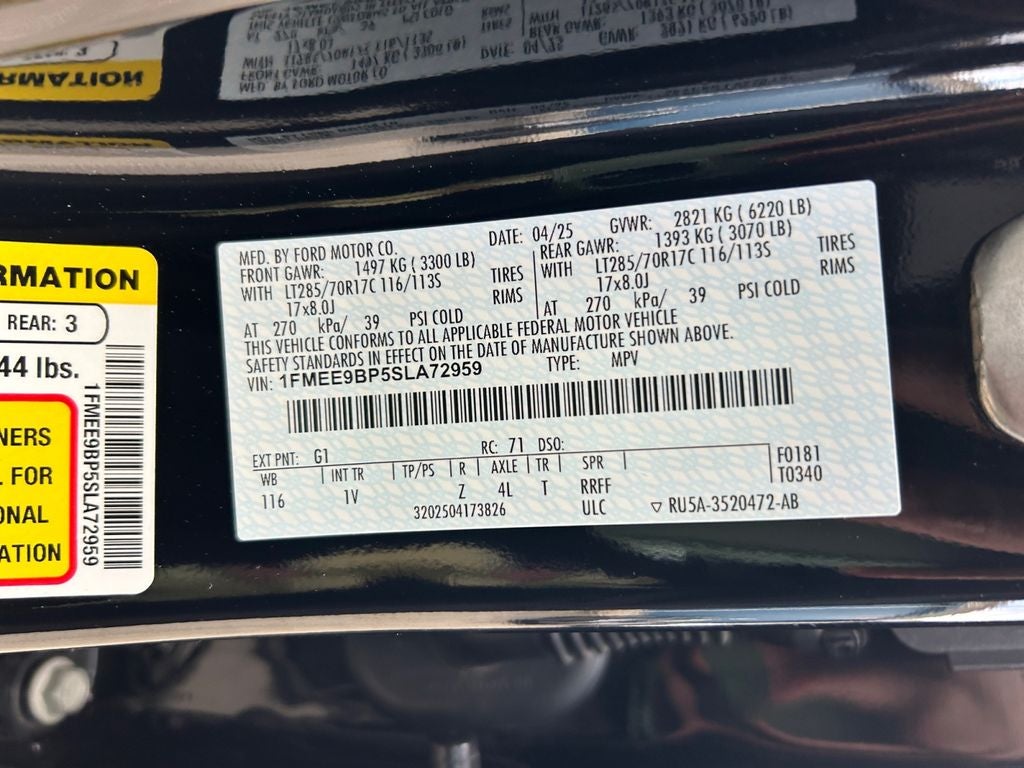 RMATION
REAR: 3
44 lbs.
NERS
FOR
ONAL
ATION
1FMEE9BP5SLA72959
MFD. BY FORD MOTOR CO. DATE: 04/25 GVWR: 2821 KG ( 6220 LB)
FRONT GAWR: 1497 KG ( 3300 LB) REAR GAWR: 1393 KG ( 3070 LB)
WITH LT285/70R17C 116/113S TIRES WITH LT285/70R17C 116/113S TIRES
17x8.0J RIMS 17x8.0J RIMS
AT 270 kPa/ 39 PSI COLD AT 270 kPa/ 39 PSI COLD
THIS VEHICLE CONFORMS TO ALL APPLICABLE FEDERAL MOTOR VEHICLE
SAFETY STANDARDS IN EFFECT ON THE DATE OF MANUFACTURE SHOWN ABOVE.
VIN: 1FMEE9BP5SLA72959 TYPE: MPV
EXT PNT: G1 RC: 71 DSO:
WB INT TR TP/PS R AXLE TR SPR F0181
116 1V Z 4L T RRFF T0340
3202504173826 ULC ▽ RU5A-3520472-AB